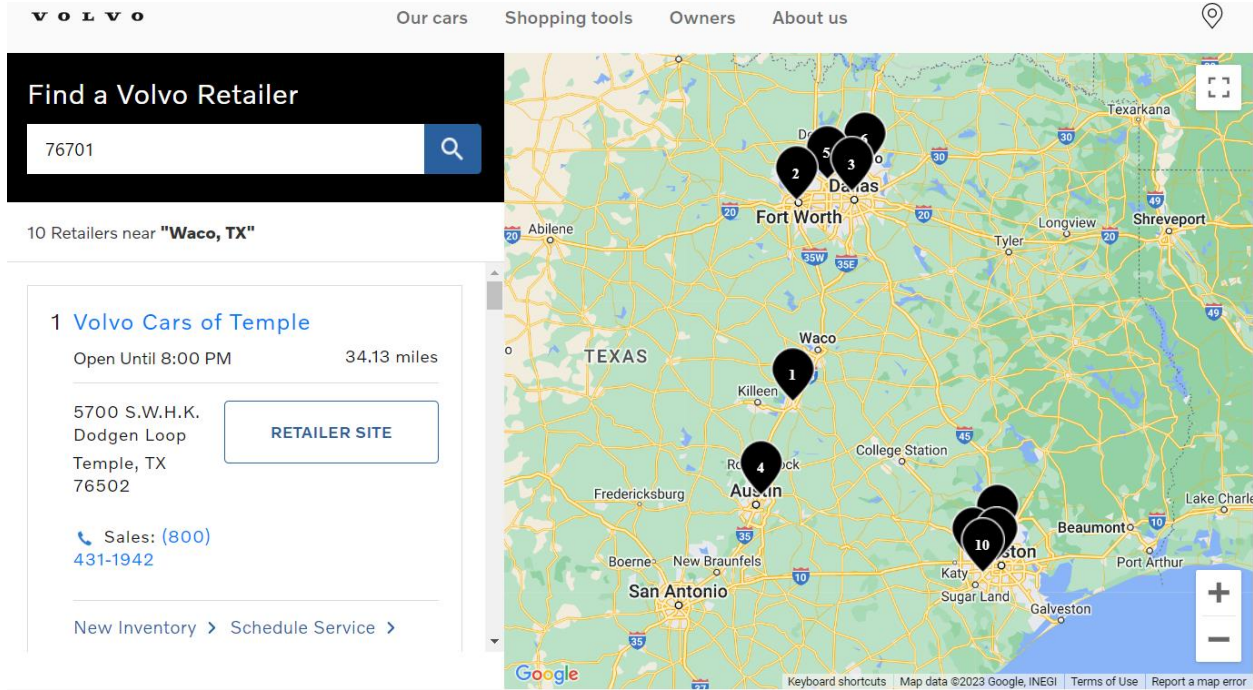 VOLVO
Our cars Shopping tools Owners About us
Find a Volvo Retailer
76701
10 Retailers near "Waco, TX"
1 Volvo Cars of Temple
Open Until 8:00 PM 34.13 miles
5700 S.W.H.K.
Dodgen Loop
Temple, TX
76502
RETAILER SITE
Sales: (800)
431-1942
New Inventory > Schedule Service >
Texarkana
30
6
5
3
2
30
Dallas
49
20
Fort Worth
20
Longview
Shreveport
20
Abilene
Tyler
20
35W
35E
49
Waco
TEXAS
1
Killeen
45
College Station
4
Austin
Fredericksburg
Lake Charle
Beaumont
10
35
10
Boerne
New Braunfels
10
Katy
Port Arthur
San Antonio
Sugar Land
Galveston
35
37
Google
Keyboard shortcuts Map data ©2023 Google, INEGI Terms of Use Report a map error